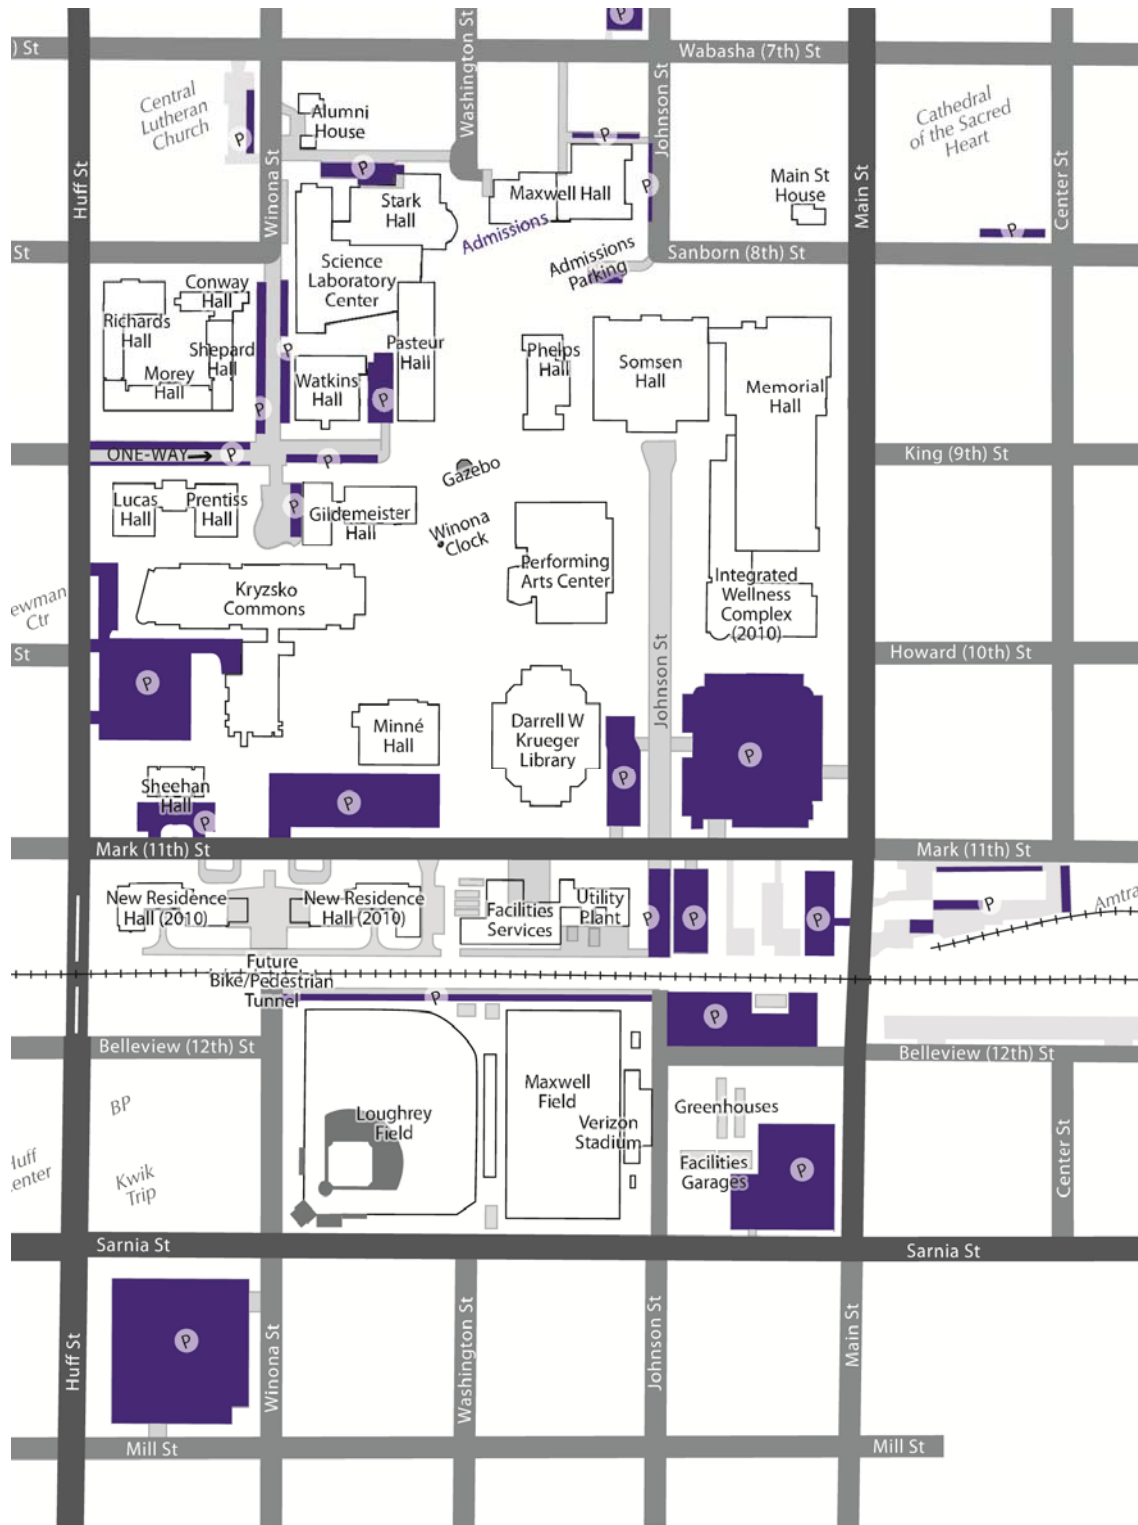 ) St
Wabasha (7th) St
Washington St
Johnson St
P
Central
Lutheran
Church
P
Alumni
House
Cathedral
of the Sacred
Heart
P
P
P
Huff St
Winona St
Main St
Center St
Stark
Hall
Maxwell Hall
Main St
House
Admissions
P
St
Sanborn (8th) St
Admissions
Parking
Science
Laboratory
Center
Conway
Hall
Richards
Hall
Shepard
Hall
Morey
Hall
P
Watkins
Hall
Pasteur
Hall
Phelps
Hall
Somsen
Hall
Memorial
Hall
P
P
ONE-WAY
P
P
King (9th) St
Gazebo
Lucas
Hall
Prentiss
Hall
P
Gildemeister
Hall
Winona
Clock
Performing
Arts Center
Integrated
Wellness
Complex
(2010)
Kryzsko
Commons
ewman
Ctr
St
Howard (10th) St
P
Johnson St
Minné
Hall
Darrell W
Krueger
Library
P
P
Sheehan
Hall
P
P
Mark (11th) St
Mark (11th) St
New Residence
Hall (2010)
New Residence
Hall (2010)
Facilities
Services
Utility
Plant
P
P
P
P
Amtra
Future
Bike/Pedestrian
Tunnel
P
P
Belleview (12th) St
Belleview (12th) St
BP
Loughrey
Field
Maxwell
Field
Verizon
Stadium
Greenhouses
Facilities
Garages
P
Kwik
Trip
Center St
Sarnia St
Sarnia St
P
Huff St
Winona St
Washington St
Johnson St
Main St
Mill St
Mill St